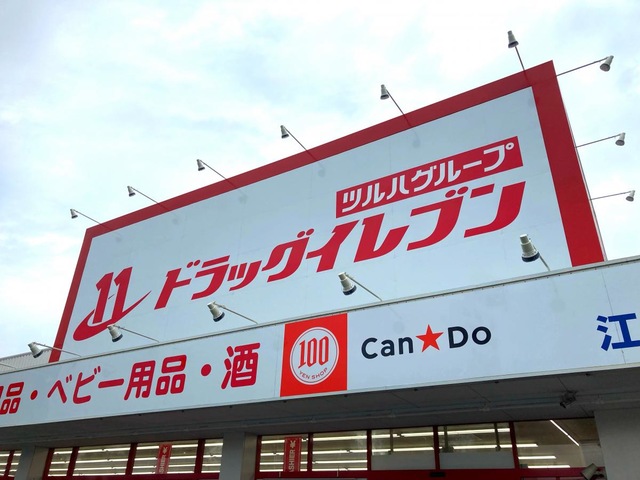 ツルハグループ
11 ドラッグイレブン
品・ベビー用品・酒
100
YEN SHOP
Can★Do
江